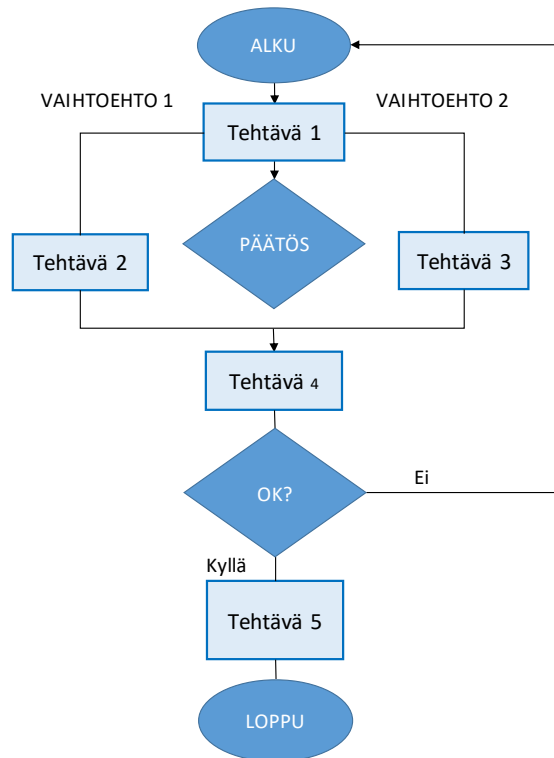 ALKU
VAIHTOEHTO 1
VAIHTOEHTO 2
Tehtävä 1
PÄÄTÖS
Tehtävä 2
Tehtävä 3
Tehtävä 4
OK?
Ei
Kyllä
Tehtävä 5
LOPPU